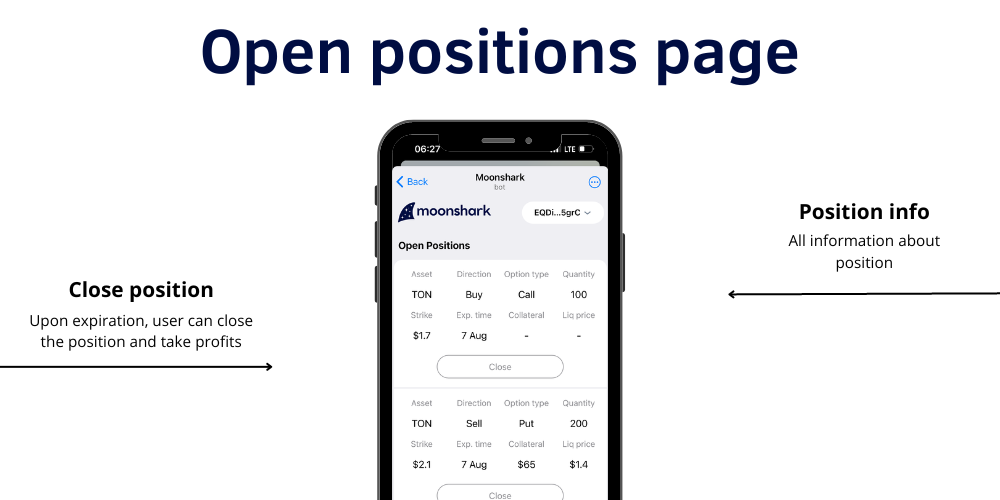 Open positions page
06:27 LTE
Back Moonshark
bot
moonshark EQDi...5grC
Open Positions
Asset Direction Option type Quantity
TON Buy Call 100
Strike Exp. time Collateral Liq price
$1.7 7 Aug - -
Close
Asset Direction Option type Quantity
TON Sell Put 200
Strike Exp. time Collateral Liq price
$2.1 7 Aug $65 $1.4
Close
Close position
Upon expiration, user can close
the position and take profits
Position info
All information about
position